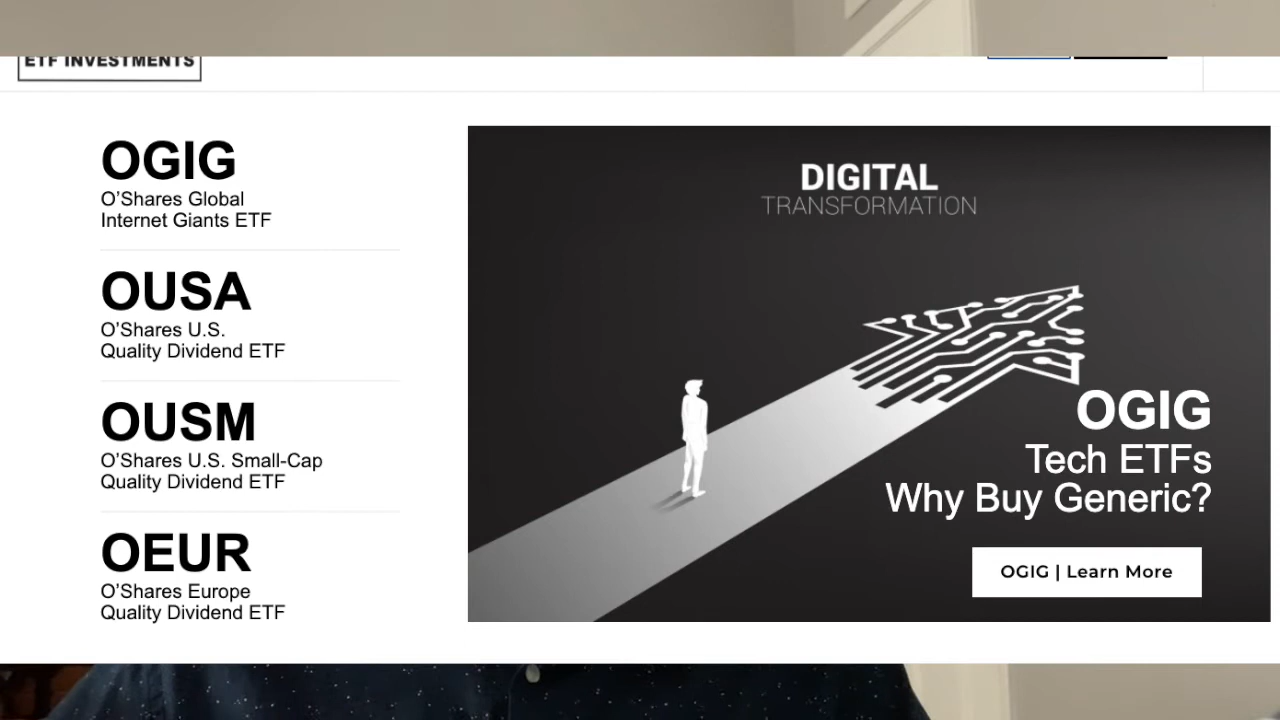 ETF INVESTMENTS
OGIG
O'Shares Global
Internet Giants ETF
OUSA
O'Shares U.S.
Quality Dividend ETF
OUSM
O'Shares U.S. Small-Cap
Quality Dividend ETF
OEUR
O'Shares Europe
Quality Dividend ETF
DIGITAL
TRANSFORMATION
OGIG
Tech ETFs
Why Buy Generic?
OGIG | Learn More